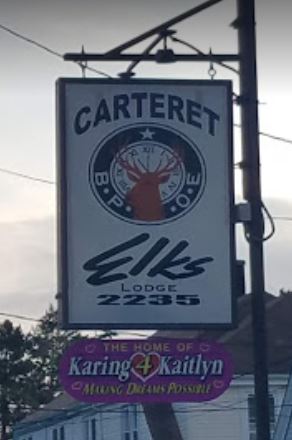 CARTERET
B·P·O·E
Elks
LODGE
2235
THE HOME OF
Karing 4 Kaitlyn
MAKING DREAMS POSSIBLE